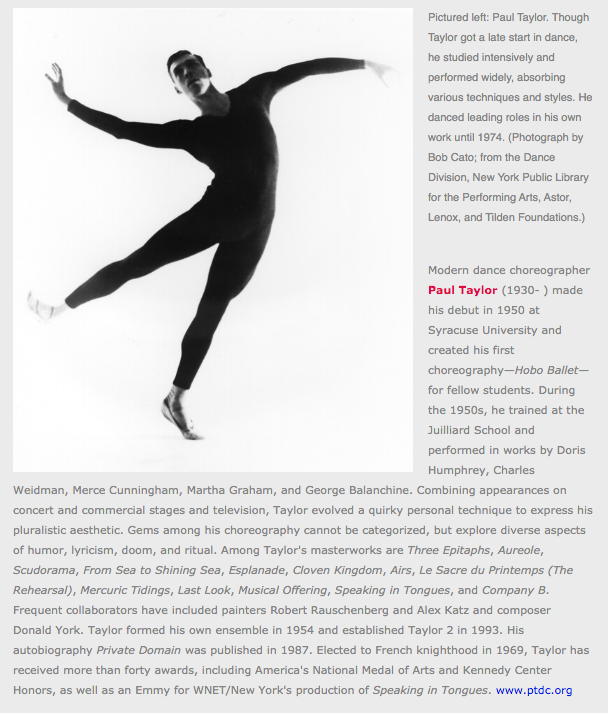 Pictured left: Paul Taylor. Though
Taylor got a late start in dance,
he studied intensively and
performed widely, absorbing
various techniques and styles. He
danced leading roles in his own
work until 1974. (Photograph by
Bob Cato; from the Dance
Division, New York Public Library
for the Performing Arts, Astor,
Lenox, and Tilden Foundations.)
Modern dance choreographer
Paul Taylor (1930- ) made
his debut in 1950 at
Syracuse University and
created his first
choreography—Hobo Ballet—
for fellow students. During
the 1950s, he trained at the
Juilliard School and
performed in works by Doris
Humphrey, Charles
Weidman, Merce Cunningham, Martha Graham, and George Balanchine. Combining appearances on
concert and commercial stages and television, Taylor evolved a quirky personal technique to express his
pluralistic aesthetic. Gems among his choreography cannot be categorized, but explore diverse aspects
of humor, lyricism, doom, and ritual. Among Taylor's masterworks are Three Epitaphs, Aureole,
Scudorama, From Sea to Shining Sea, Esplanade, Cloven Kingdom, Airs, Le Sacre du Printemps (The
Rehearsal), Mercuric Tidings, Last Look, Musical Offering, Speaking in Tongues, and Company B.
Frequent collaborators have included painters Robert Rauschenberg and Alex Katz and composer
Donald York. Taylor formed his own ensemble in 1954 and established Taylor 2 in 1993. His
autobiography Private Domain was published in 1987. Elected to French knighthood in 1969, Taylor has
received more than forty awards, including America's National Medal of Arts and Kennedy Center
Honors, as well as an Emmy for WNET/New York's production of Speaking in Tongues. www.ptdc.org